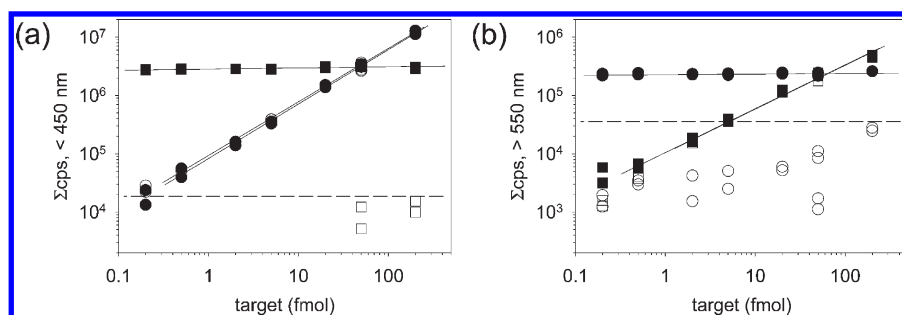 (a)
Σcps, < 450 nm
10⁷
10⁶
10⁵
10⁴
0.1 1 10 100
target (fmol)
(b)
Σcps, > 550 nm
10⁶
10⁵
10⁴
10³
0.1 1 10 100
target (fmol)